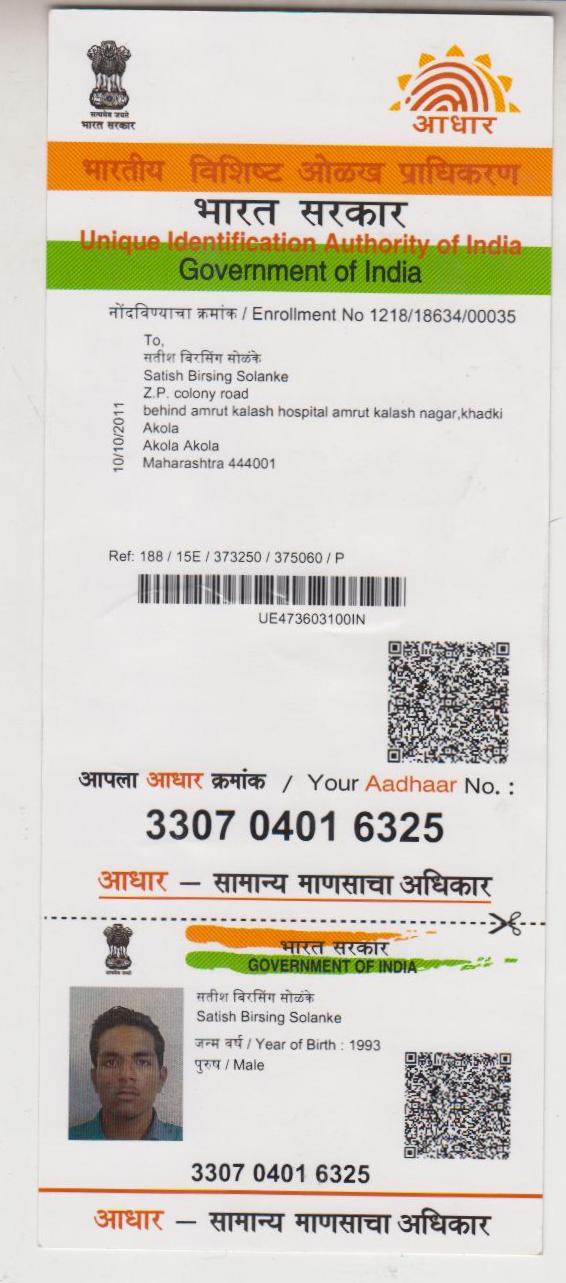 सत्यमेव जयते
भारत सरकार
आधार
भारतीय विशिष्ट ओळख प्राधिकरण
भारत सरकार
Unique Identification Authority of India
Government of India
नोंदविण्याचा क्रमांक / Enrollment No 1218/18634/00035
To,
सतीश बिरसिंग सोळंके
Satish Birsing Solanke
Z.P. colony road
behind amrut kalash hospital amrut kalash nagar,khadki
Akola
Akola Akola
Maharashtra 444001
10/10/2011
Ref: 188 / 15E / 373250 / 375060 / P
UE473603100IN
आपला आधार क्रमांक / Your Aadhaar No. :
3307 0401 6325
आधार – सामान्य माणसाचा अधिकार
भारत सरकार
GOVERNMENT OF INDIA
सतीश बिरसिंग सोळंके
Satish Birsing Solanke
जन्म वर्ष / Year of Birth : 1993
पुरुष / Male
3307 0401 6325
आधार – सामान्य माणसाचा अधिकार